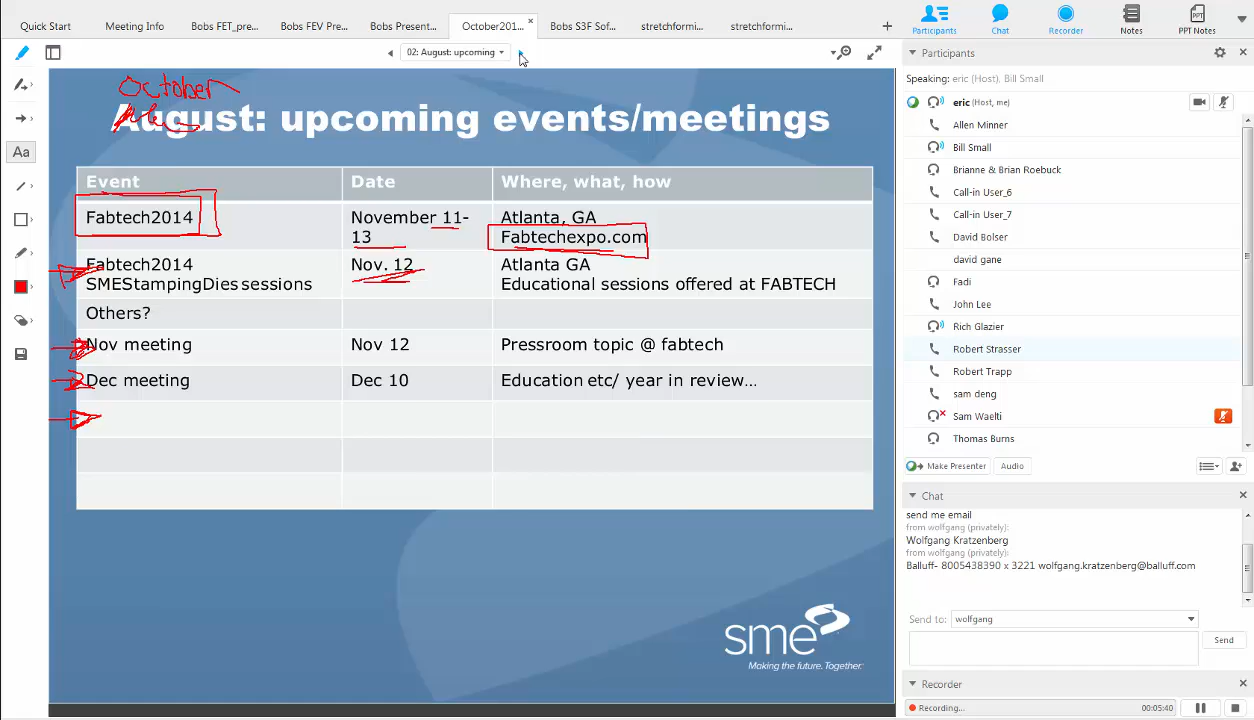 Quick Start
Meeting Info
Bobs FET_pre...
Bobs FEV Pre...
Bobs Present...
October201...
Bobs S3F Sof...
stretchformi...
stretchformi...
Participants
Chat
Recorder
Notes
PPT Notes
02: August: upcoming
Aa
October
August: upcoming events/meetings
Event Date Where, what, how
Fabtech2014 November 11-
13 Atlanta, GA
Fabtechexpo.com
Fabtech2014
SMEStampingDies sessions Nov. 12 Atlanta GA
Educational sessions offered at FABTECH
Others?
Nov meeting Nov 12 Pressroom topic @ fabtech
Dec meeting Dec 10 Education etc/ year in review...
sme
Making the future. Together.
Participants
Speaking: eric (Host), Bill Small
eric (Host, me)
Allen Minner
Bill Small
Brianne & Brian Roebuck
Call-in User_6
Call-in User_7
David Bolser
david gane
Fadi
John Lee
Rich Glazier
Robert Strasser
Robert Trapp
sam deng
Sam Waelti
Thomas Burns
Make Presenter
Audio
Chat
send me email
from wolfgang (privately):
Wolfgang Kratzenberg
from wolfgang (privately):
Balluff- 8005438390 x 3221 wolfgang.kratzenberg@balluff.com
Send to: wolfgang
Send
Recorder
Recording... 00:05:40